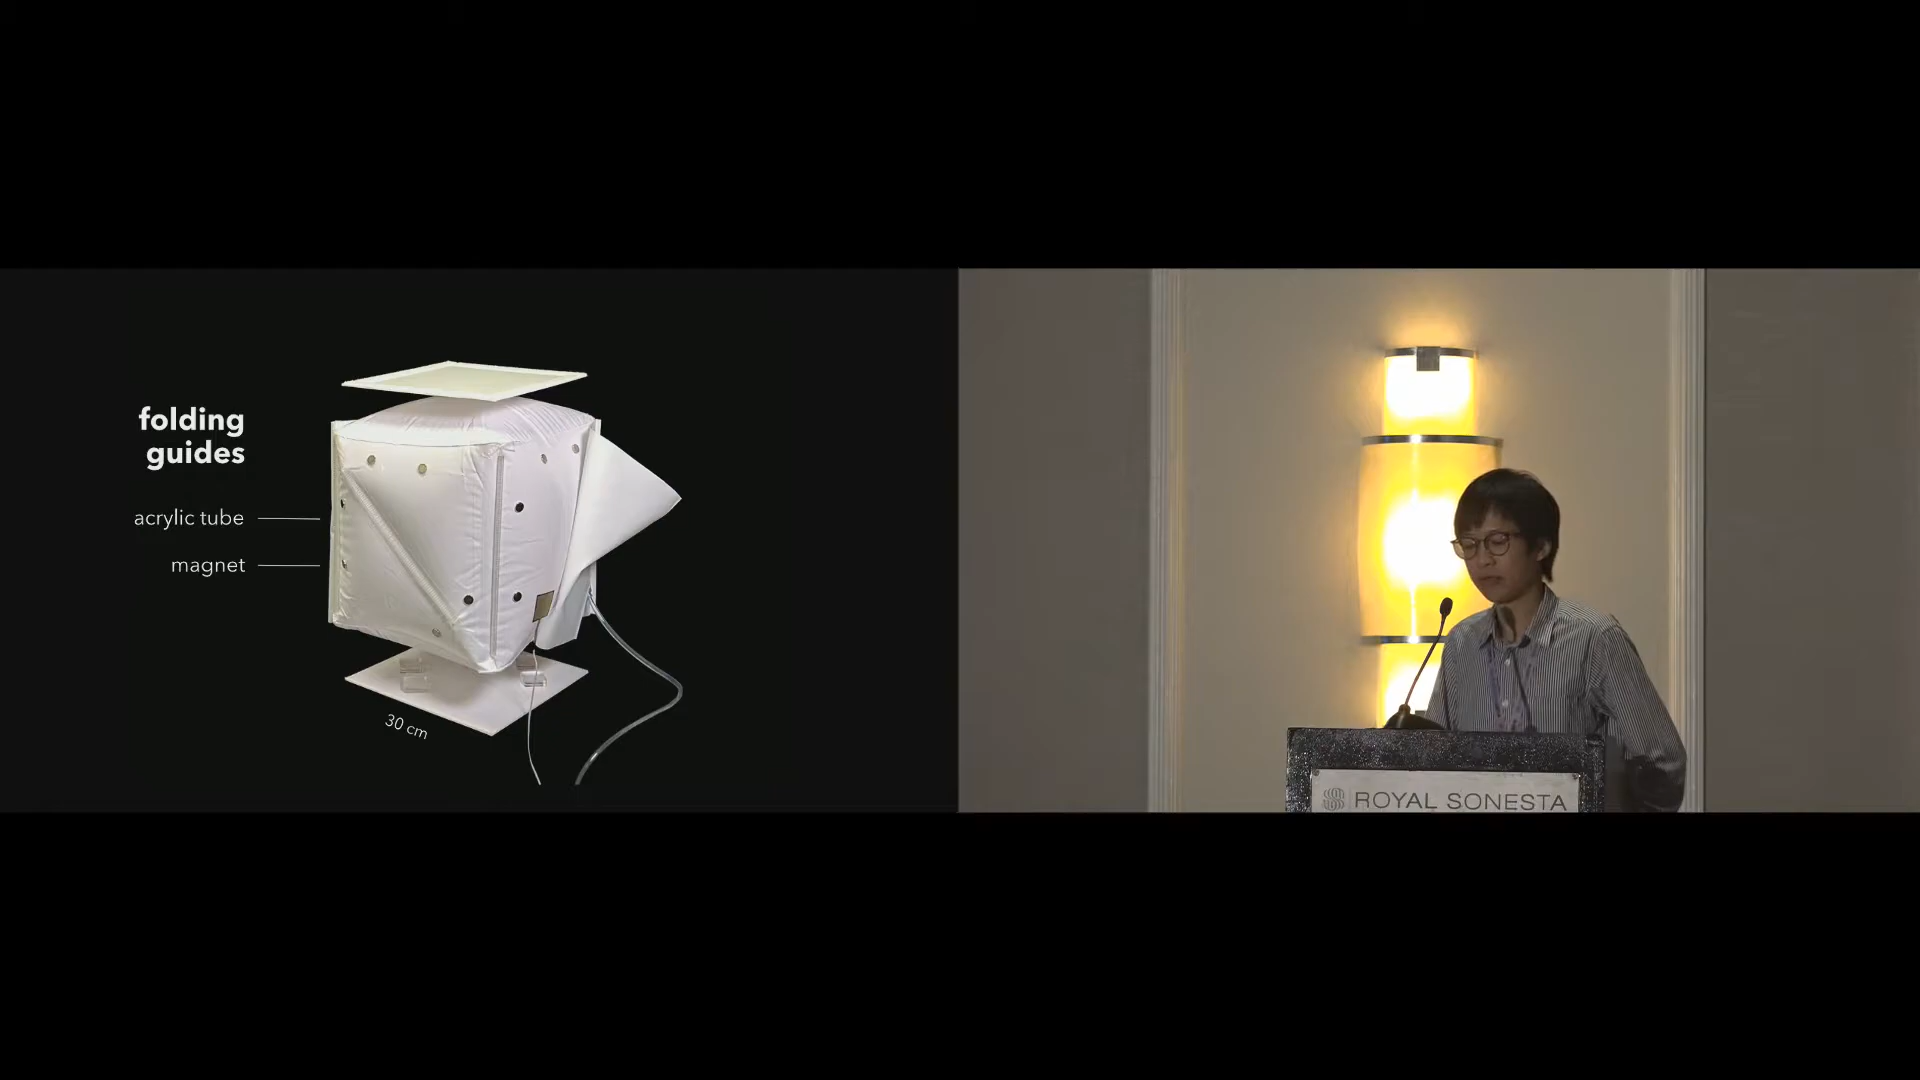 folding
guides
acrylic tube
magnet
30 cm
ROYAL SONESTA